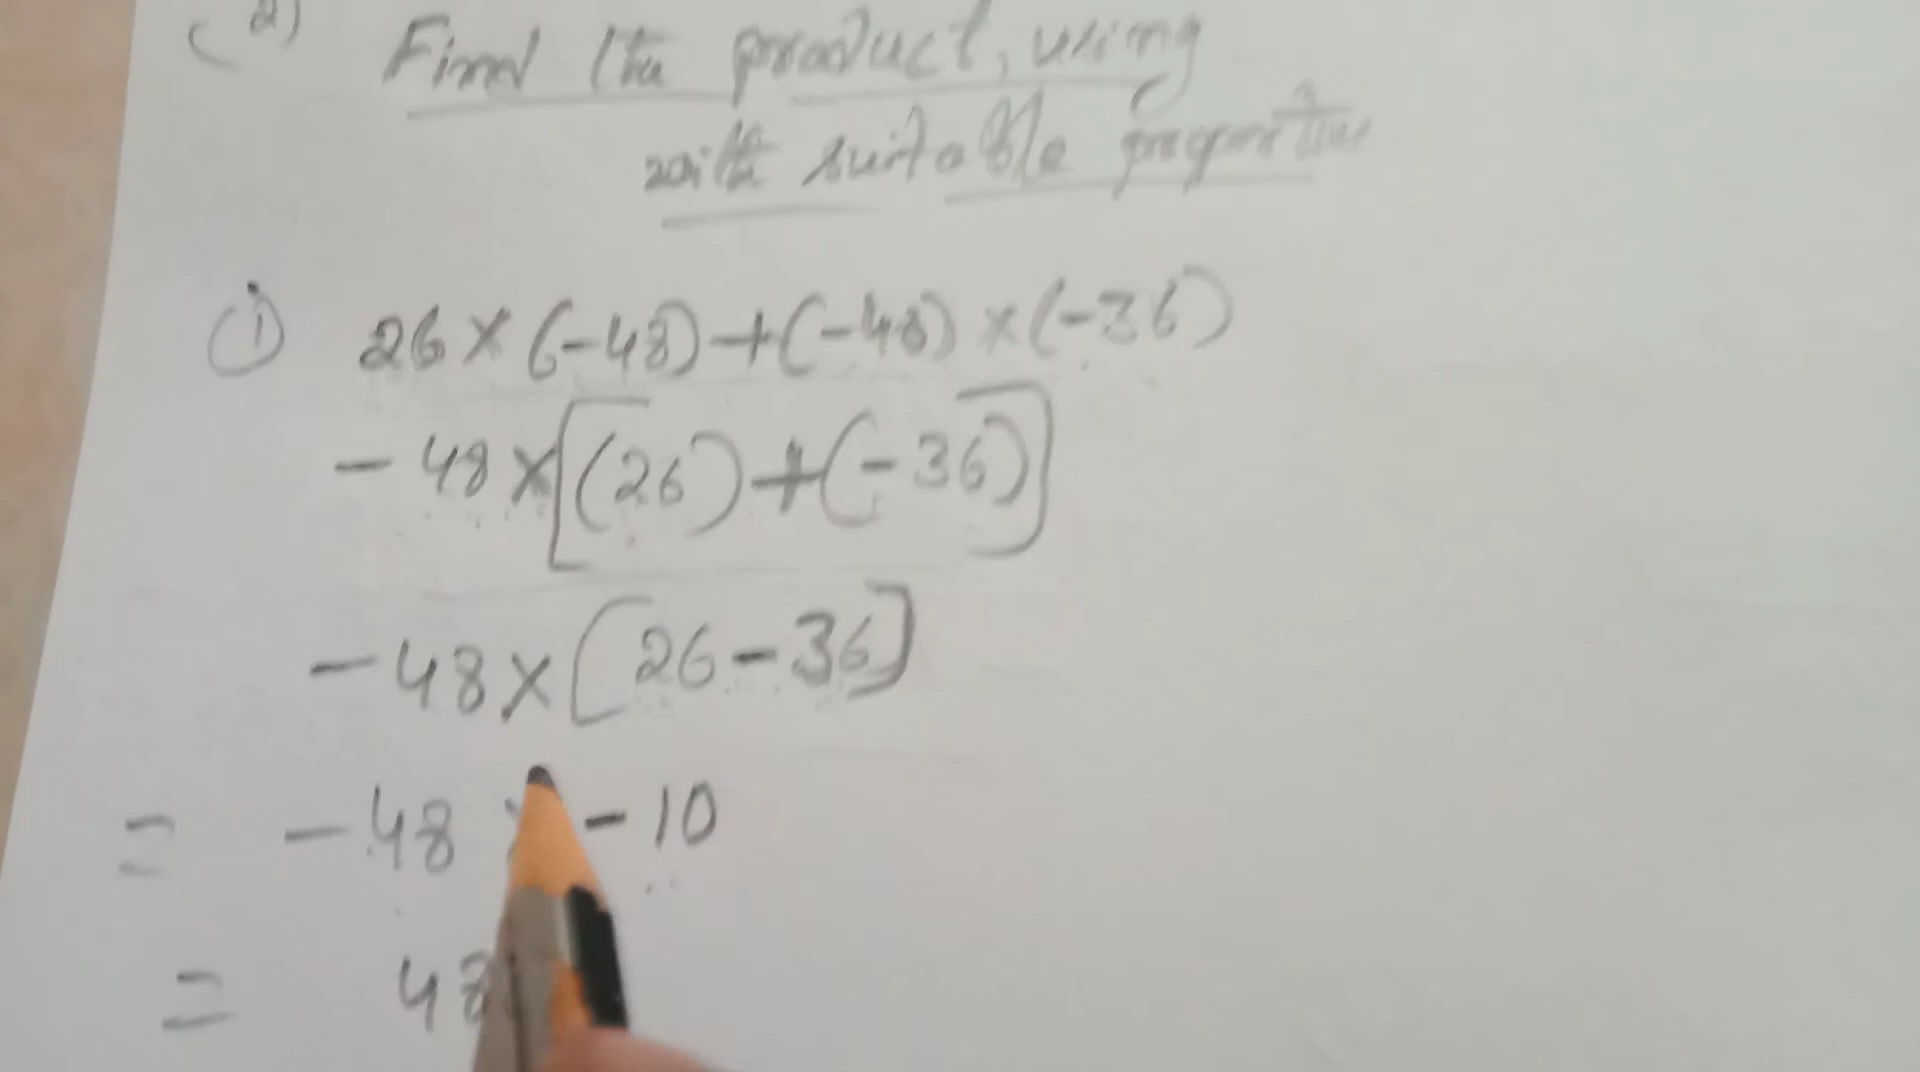 (2) Find the product, using
with suitable properties
(i) 26 × (-48) + (-48) × (-36)
- 48 × [(26) + (-36)]
- 48 × [26 - 36]
= - 48 × - 10
= 48